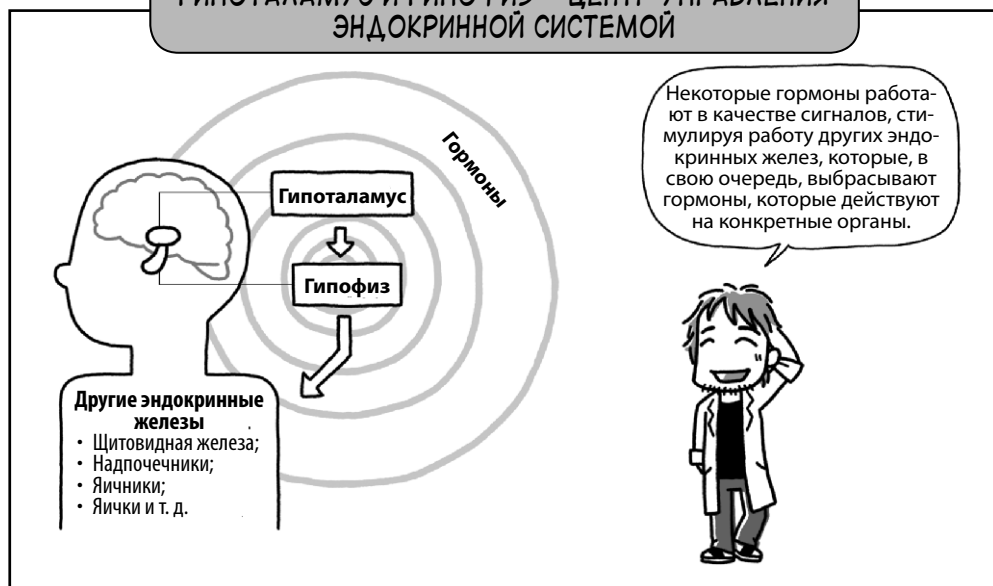 ЭНДОКРИННОЙ СИСТЕМОЙ
Гормоны
Гипоталамус
Гипофиз
Другие эндокринные
железы
• Щитовидная железа;
• Надпочечники;
• Яичники;
• Яички и т. д.
Некоторые гормоны работа-
ют в качестве сигналов, сти-
мулируя работу других эндо-
кринных желез, которые, в
свою очередь, выбрасывают
гормоны, которые действуют
на конкретные органы.